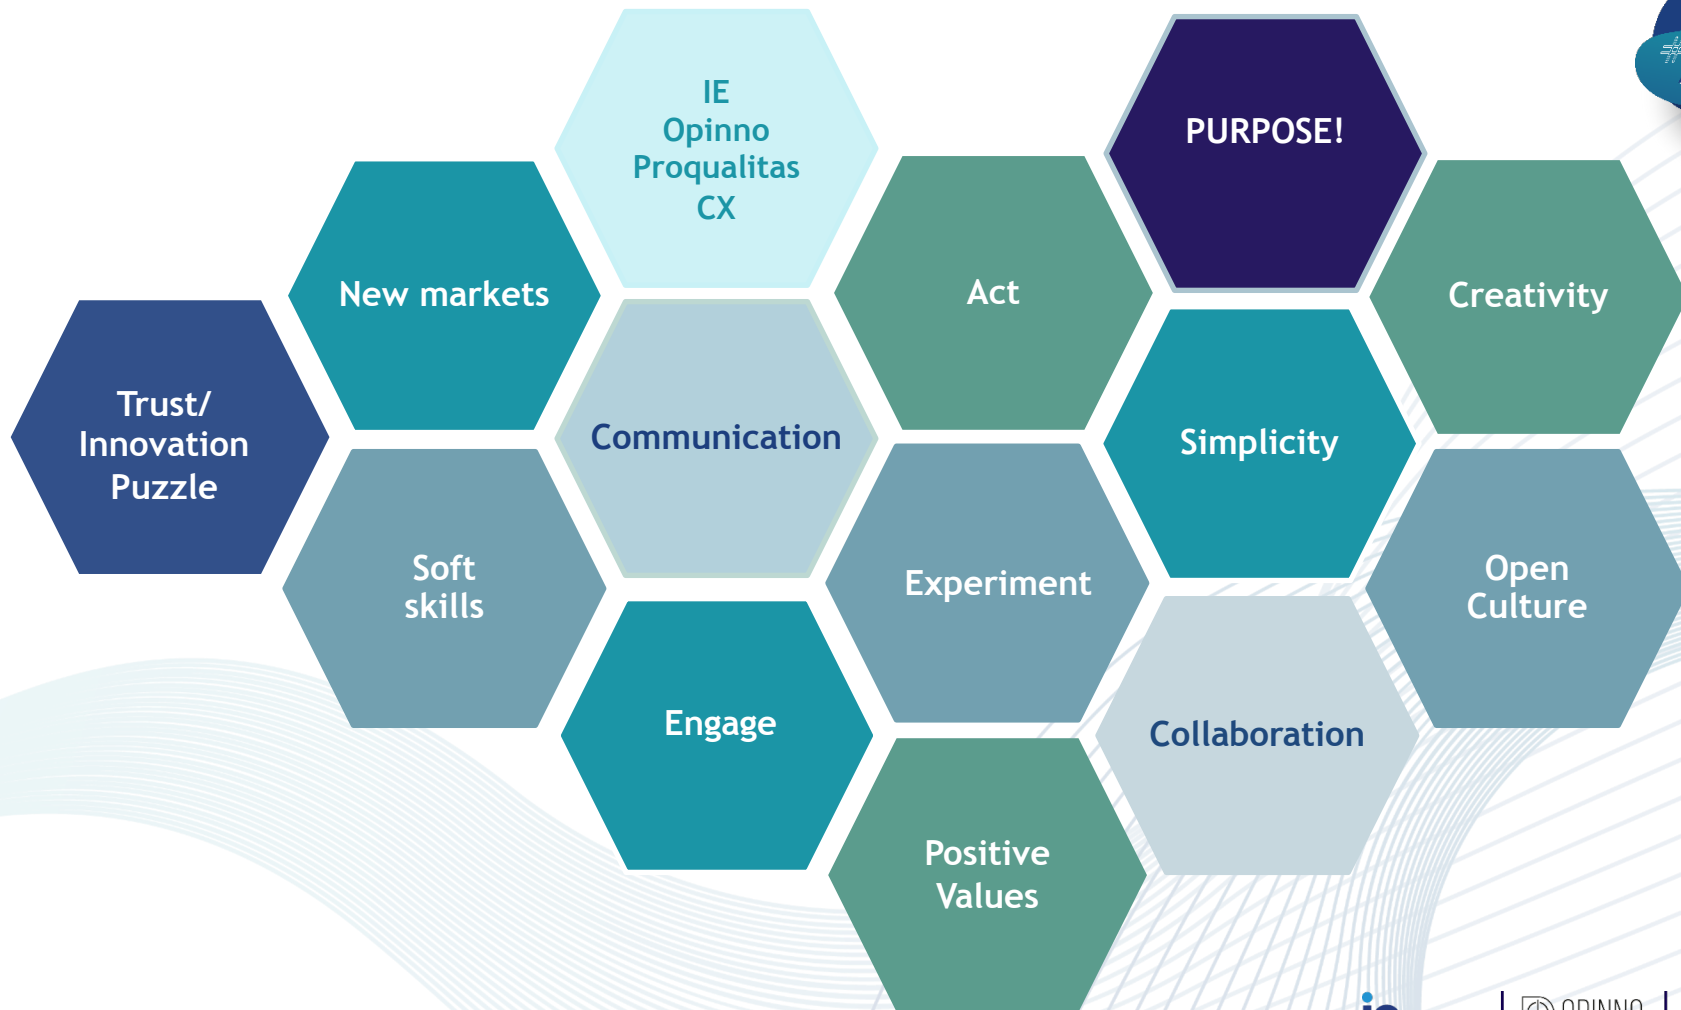 IE
Opinno
Proqualitas
CX
PURPOSE!
New markets
Act
Creativity
Trust/
Innovation
Puzzle
Communication
Simplicity
Soft
skills
Experiment
Open
Culture
Engage
Collaboration
Positive
Values
OPINNO